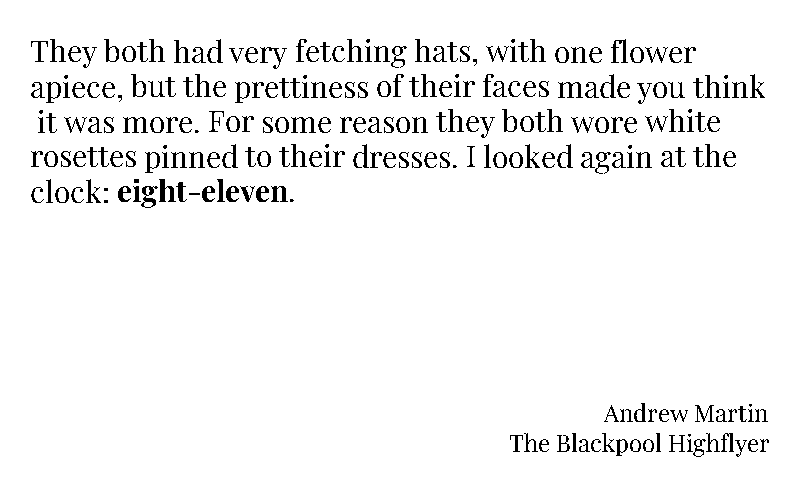 They both had very fetching hats, with one flower
apiece, but the prettiness of their faces made you think
it was more. For some reason they both wore white
rosettes pinned to their dresses. I looked again at the
clock: eight-eleven.
Andrew Martin
The Blackpool Highflyer